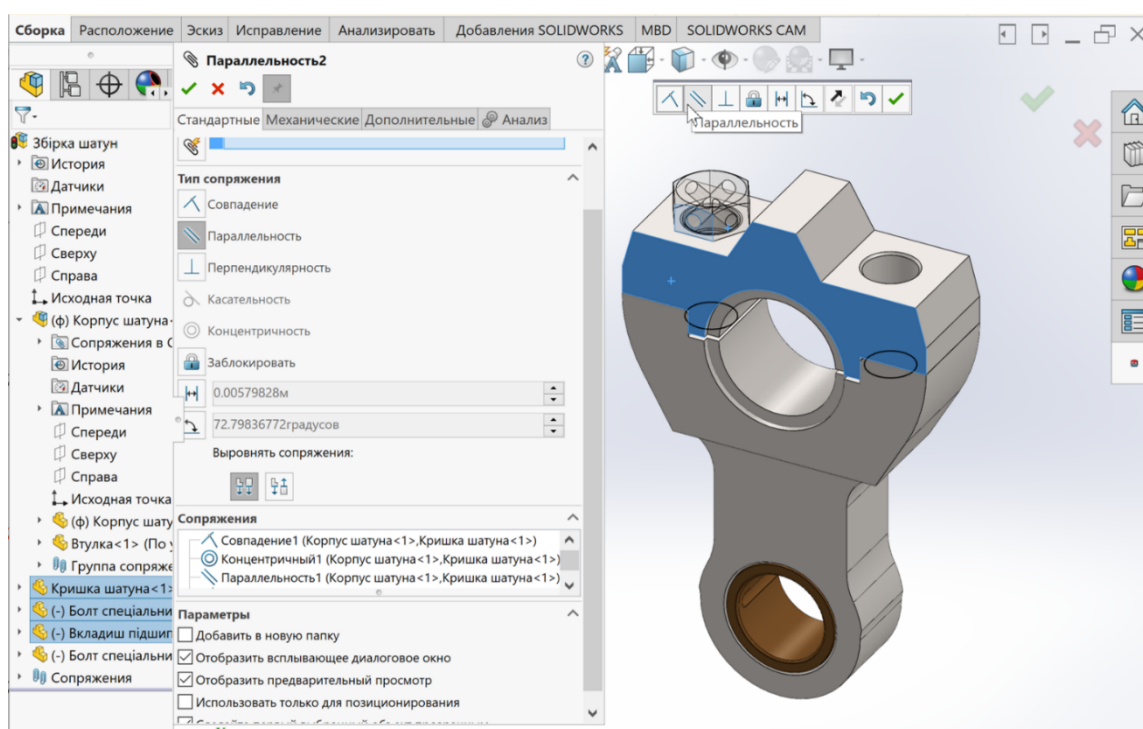 Сборка Расположение Эскиз Исправление Анализировать Добавления SOLIDWORKS MBD SOLIDWORKS CAM
Параллельность2
Стандартные Механические Дополнительные Анализ
Параллельность
Збірка шатун
История
Датчики
Примечания
Спереди
Сверху
Справа
Исходная точка
(ф) Корпус шатуна
Сопряжения в
История
Датчики
Примечания
Спереди
Сверху
Справа
Исходная точка
(ф) Корпус шату
Втулка<1> (По
Группа сопряже
Кришка шатуна<1>
(-) Болт спеціальни
(-) Вкладиш підшип
(-) Болт спеціальни
Сопряжения
Тип сопряжения
Совпадение
Параллельность
Перпендикулярность
Касательность
Концентричность
Заблокировать
0.00579828м
72.79836772градусов
Выровнять сопряжения:
Сопряжения
Совпадение1 (Корпус шатуна<1>,Кришка шатуна<1>)
Концентричный1 (Корпус шатуна<1>,Кришка шатуна<1>)
Параллельность1 (Корпус шатуна<1>,Кришка шатуна<1>)
Параметры
Добавить в новую папку
Отобразить всплывающее диалоговое окно
Отобразить предварительный просмотр
Использовать только для позиционирования